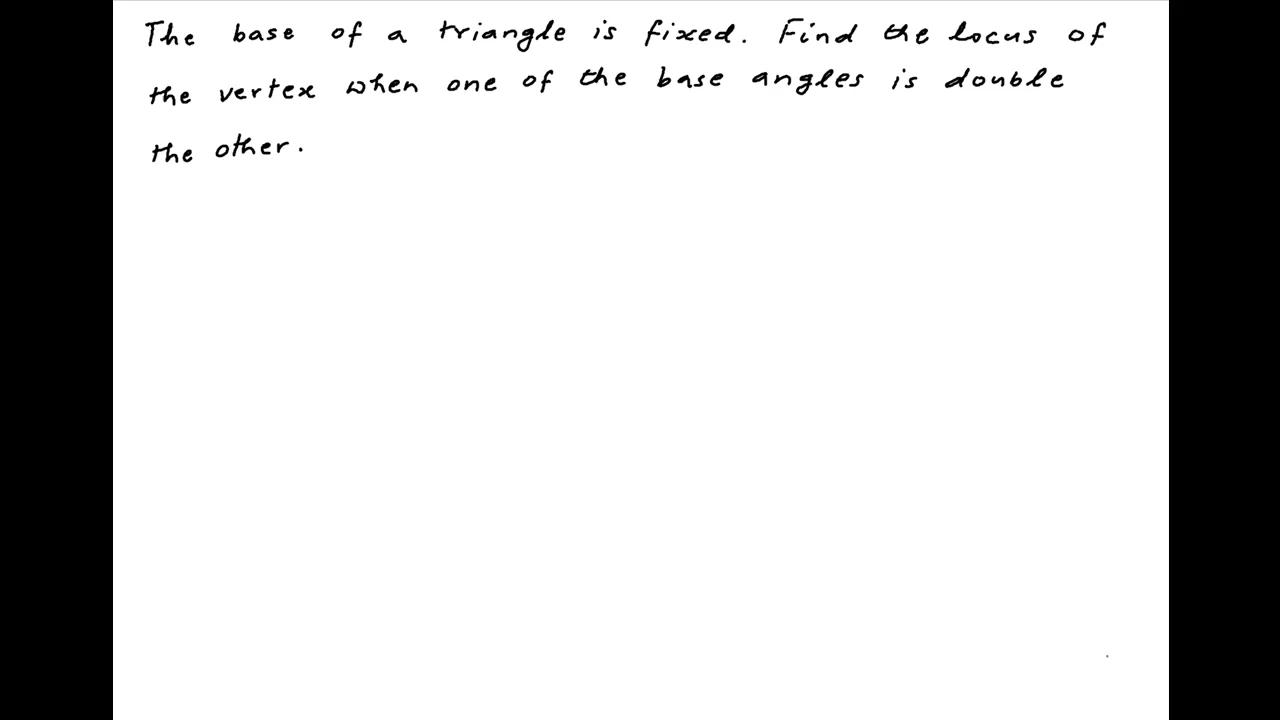 The base of a triangle is fixed. Find the locus of
the vertex when one of the base angles is double
the other.